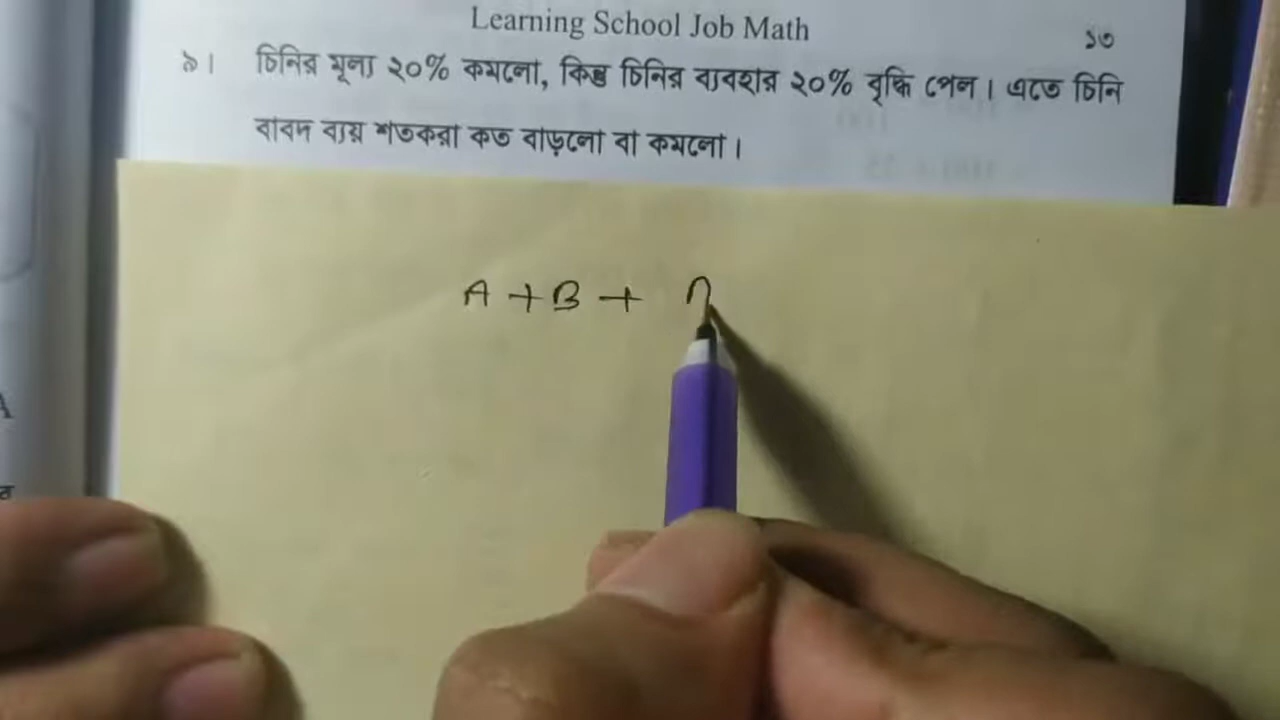 Learning School Job Math
১৩
৯। চিনির মূল্য ২০% কমলো, কিন্তু চিনির ব্যবহার ২০% বৃদ্ধি পেল। এতে চিনি
বাবদ ব্যয় শতকরা কত বাড়লো বা কমলো।
A + B +